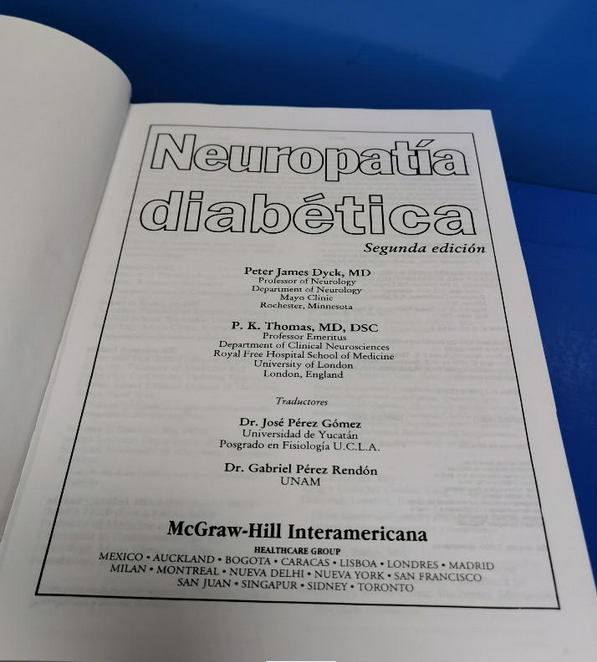 Neuropatía
diabética
Segunda edición
Peter James Dyck, MD
Professor of Neurology
Department of Neurology
Mayo Clinic
Rochester, Minnesota
P. K. Thomas, MD, DSC
Professor Emeritus
Department of Clinical Neurosciences
Royal Free Hospital School of Medicine
University of London
London, England
Traductores
Dr. José Pérez Gómez
Universidad de Yucatán
Posgrado en Fisiología U.C.L.A.
Dr. Gabriel Pérez Rendón
UNAM
McGraw-Hill Interamericana
HEALTHCARE GROUP
MEXICO • AUCKLAND • BOGOTA • CARACAS • LISBOA • LONDRES • MADRID
MILAN • MONTREAL • NUEVA DELHI • NUEVA YORK • SAN FRANCISCO
SAN JUAN • SINGAPUR • SIDNEY • TORONTO